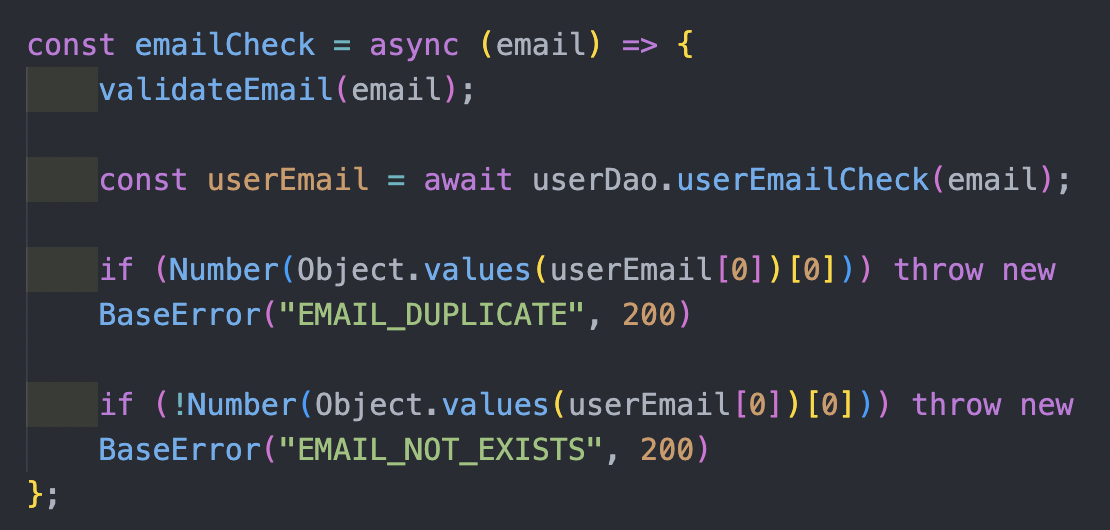 const emailCheck = async (email) => {
    validateEmail(email);

    const userEmail = await userDao.userEmailCheck(email);

    if (Number(Object.values(userEmail[0])[0])) throw new
    BaseError("EMAIL_DUPLICATE", 200)

    if (!Number(Object.values(userEmail[0])[0])) throw new
    BaseError("EMAIL_NOT_EXISTS", 200)
};